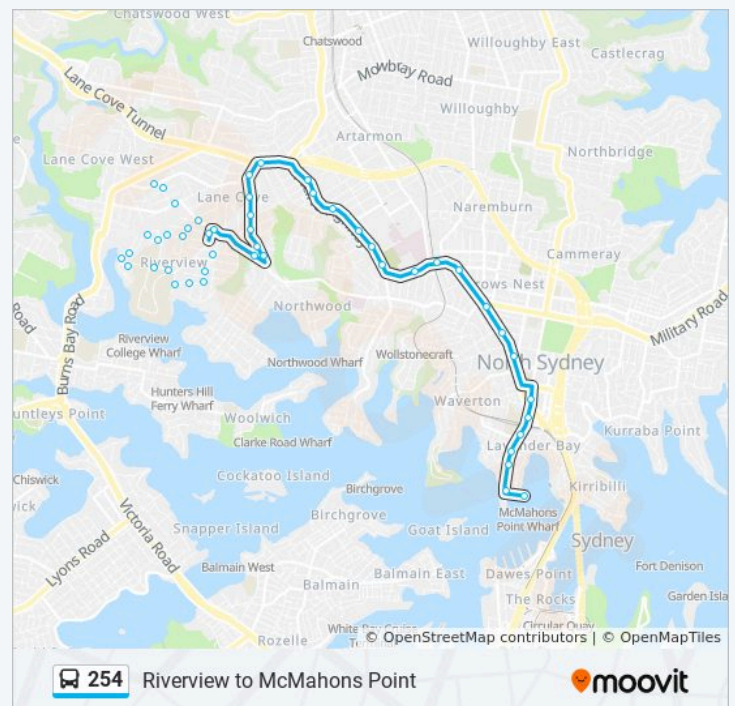 Chatswood West
Chatswood
Willoughby East
Castlecrag
Mowbray Road
Lane Cove Tunnel
Willoughby
Artarmon
Northbridge
Lane Cove West
Lane Cove
Naremburn
Cammeray
Riverview
Crows Nest
Northwood
Military Road
Burns Bay Road
Road
Riverview
College Wharf
Northwood Wharf
Wollstonecraft
North Sydney
Hunters Hill
Ferry Wharf
Waverton
untleys Point
Woolwich
Kurraba Point
Clarke Road Wharf
Lavender Bay
Cockatoo Island
Chiswick
Birchgrove
Kirribilli
wick
Birchgrove
McMahons
Point Wharf
Snapper Island
Goat Island
Victoria Road
Sydney
Lyons Road
Balmain West
Balmain East
Dawes Point
Fort Denison
Balmain
The Rocks
Garden Isla
Rozelle
White Bay Cruise
Circular Quay
© OpenStreetMap contributors | © OpenMapTiles
254 Riverview to McMahons Point
moovit